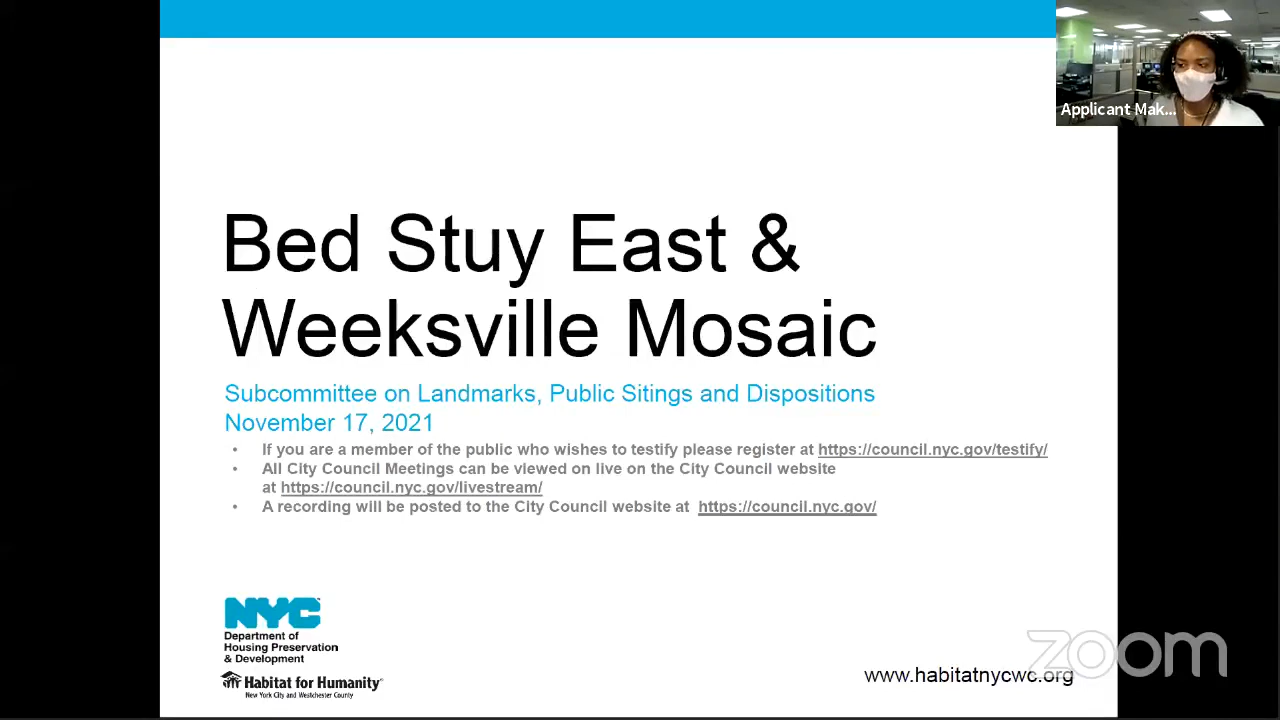 Applicant Mak...
Bed Stuy East &
Weeksville Mosaic
Subcommittee on Landmarks, Public Sitings and Dispositions
November 17, 2021
• If you are a member of the public who wishes to testify please register at https://council.nyc.gov/testify/
• All City Council Meetings can be viewed on live on the City Council website
at https://council.nyc.gov/livestream/
• A recording will be posted to the City Council website at https://council.nyc.gov/
NYC
Department of
Housing Preservation
& Development
Habitat for Humanity®
New York City and Westchester County
www.habitatnycwc.org
zoom